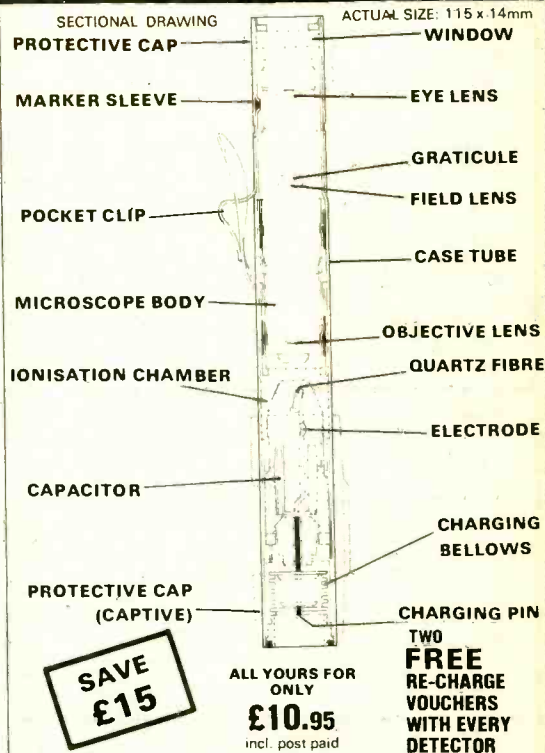 SECTIONAL DRAWING
ACTUAL SIZE: 115 x 14mm
PROTECTIVE CAP
WINDOW
MARKER SLEEVE
EYE LENS
GRATICULE
FIELD LENS
POCKET CLIP
CASE TUBE
MICROSCOPE BODY
OBJECTIVE LENS
QUARTZ FIBRE
IONISATION CHAMBER
ELECTRODE
CAPACITOR
CHARGING
BELLOWS
PROTECTIVE CAP
(CAPTIVE)
CHARGING PIN
SAVE
£15
ALL YOURS FOR
ONLY
£10.95
incl. post paid
TWO
FREE
RE-CHARGE
VOUCHERS
WITH EVERY
DETECTOR